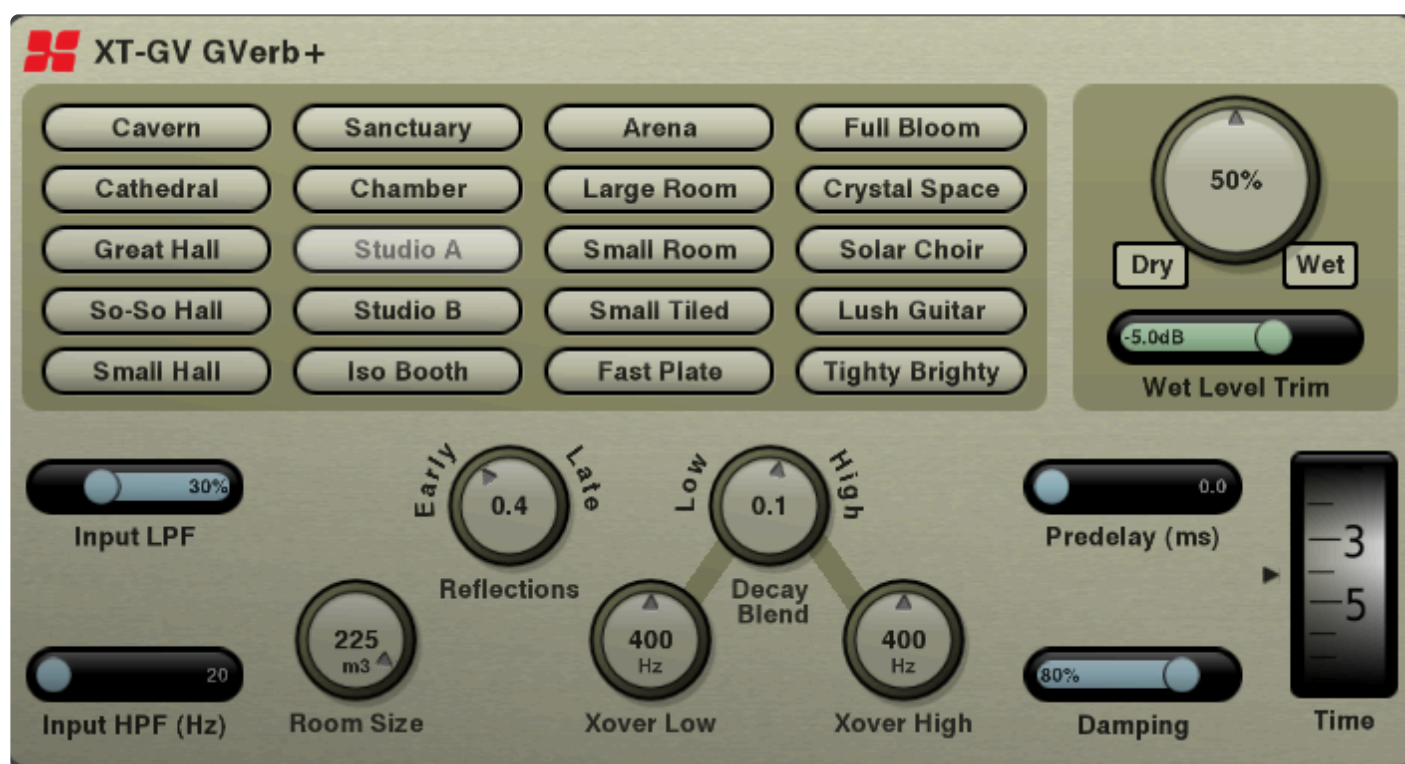 XT-GV GVerb+
Cavern Sanctuary Arena Full Bloom
Cathedral Chamber Large Room Crystal Space
Great Hall Studio A Small Room Solar Choir
So-So Hall Studio B Small Tiled Lush Guitar
Small Hall Iso Booth Fast Plate Tighty Brighty
50%
Dry Wet
-5.0dB
Wet Level Trim
30%
Input LPF
20
Input HPF (Hz)
225
m3
Room Size
Early Late
0.4
Reflections
Low High
0.1
Decay
Blend
400
Hz
Xover Low
400
Hz
Xover High
0.0
Predelay (ms)
80%
Damping
3
5
Time